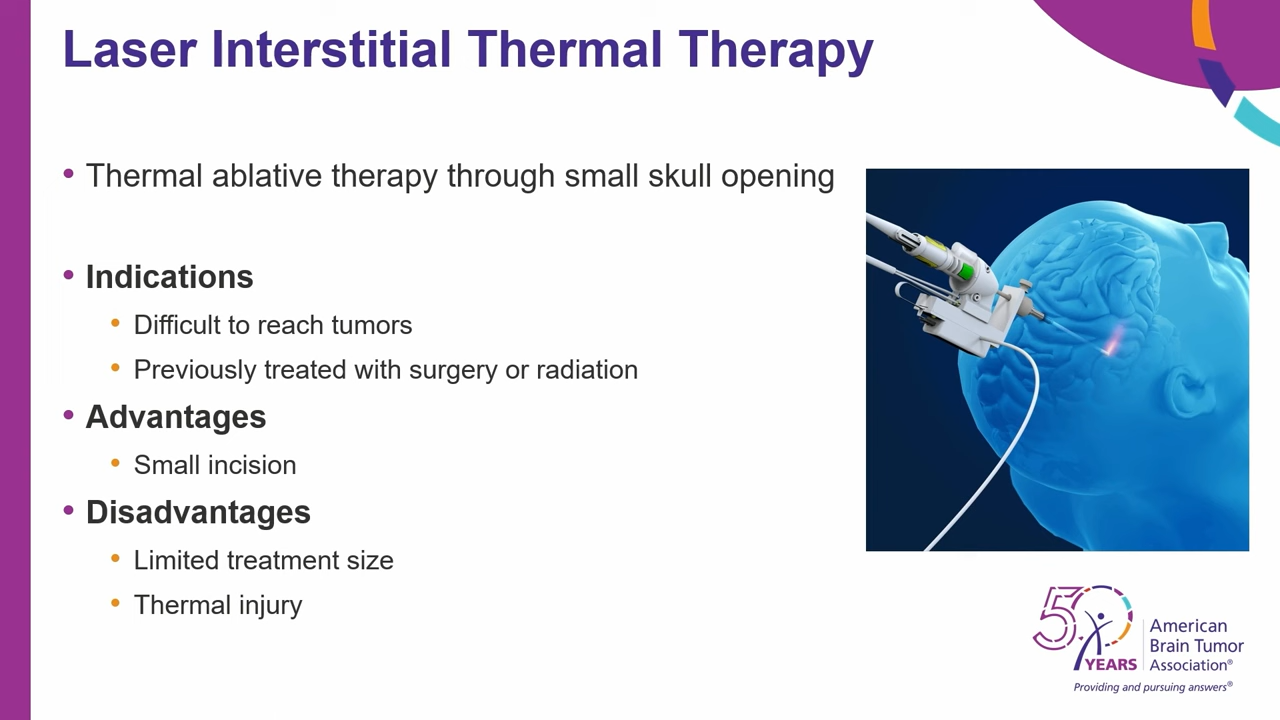 Laser Interstitial Thermal Therapy
• Thermal ablative therapy through small skull opening
• Indications
• Difficult to reach tumors
• Previously treated with surgery or radiation
• Advantages
• Small incision
• Disadvantages
• Limited treatment size
• Thermal injury
50
YEARS
American
Brain Tumor
Association®
Providing and pursuing answers®